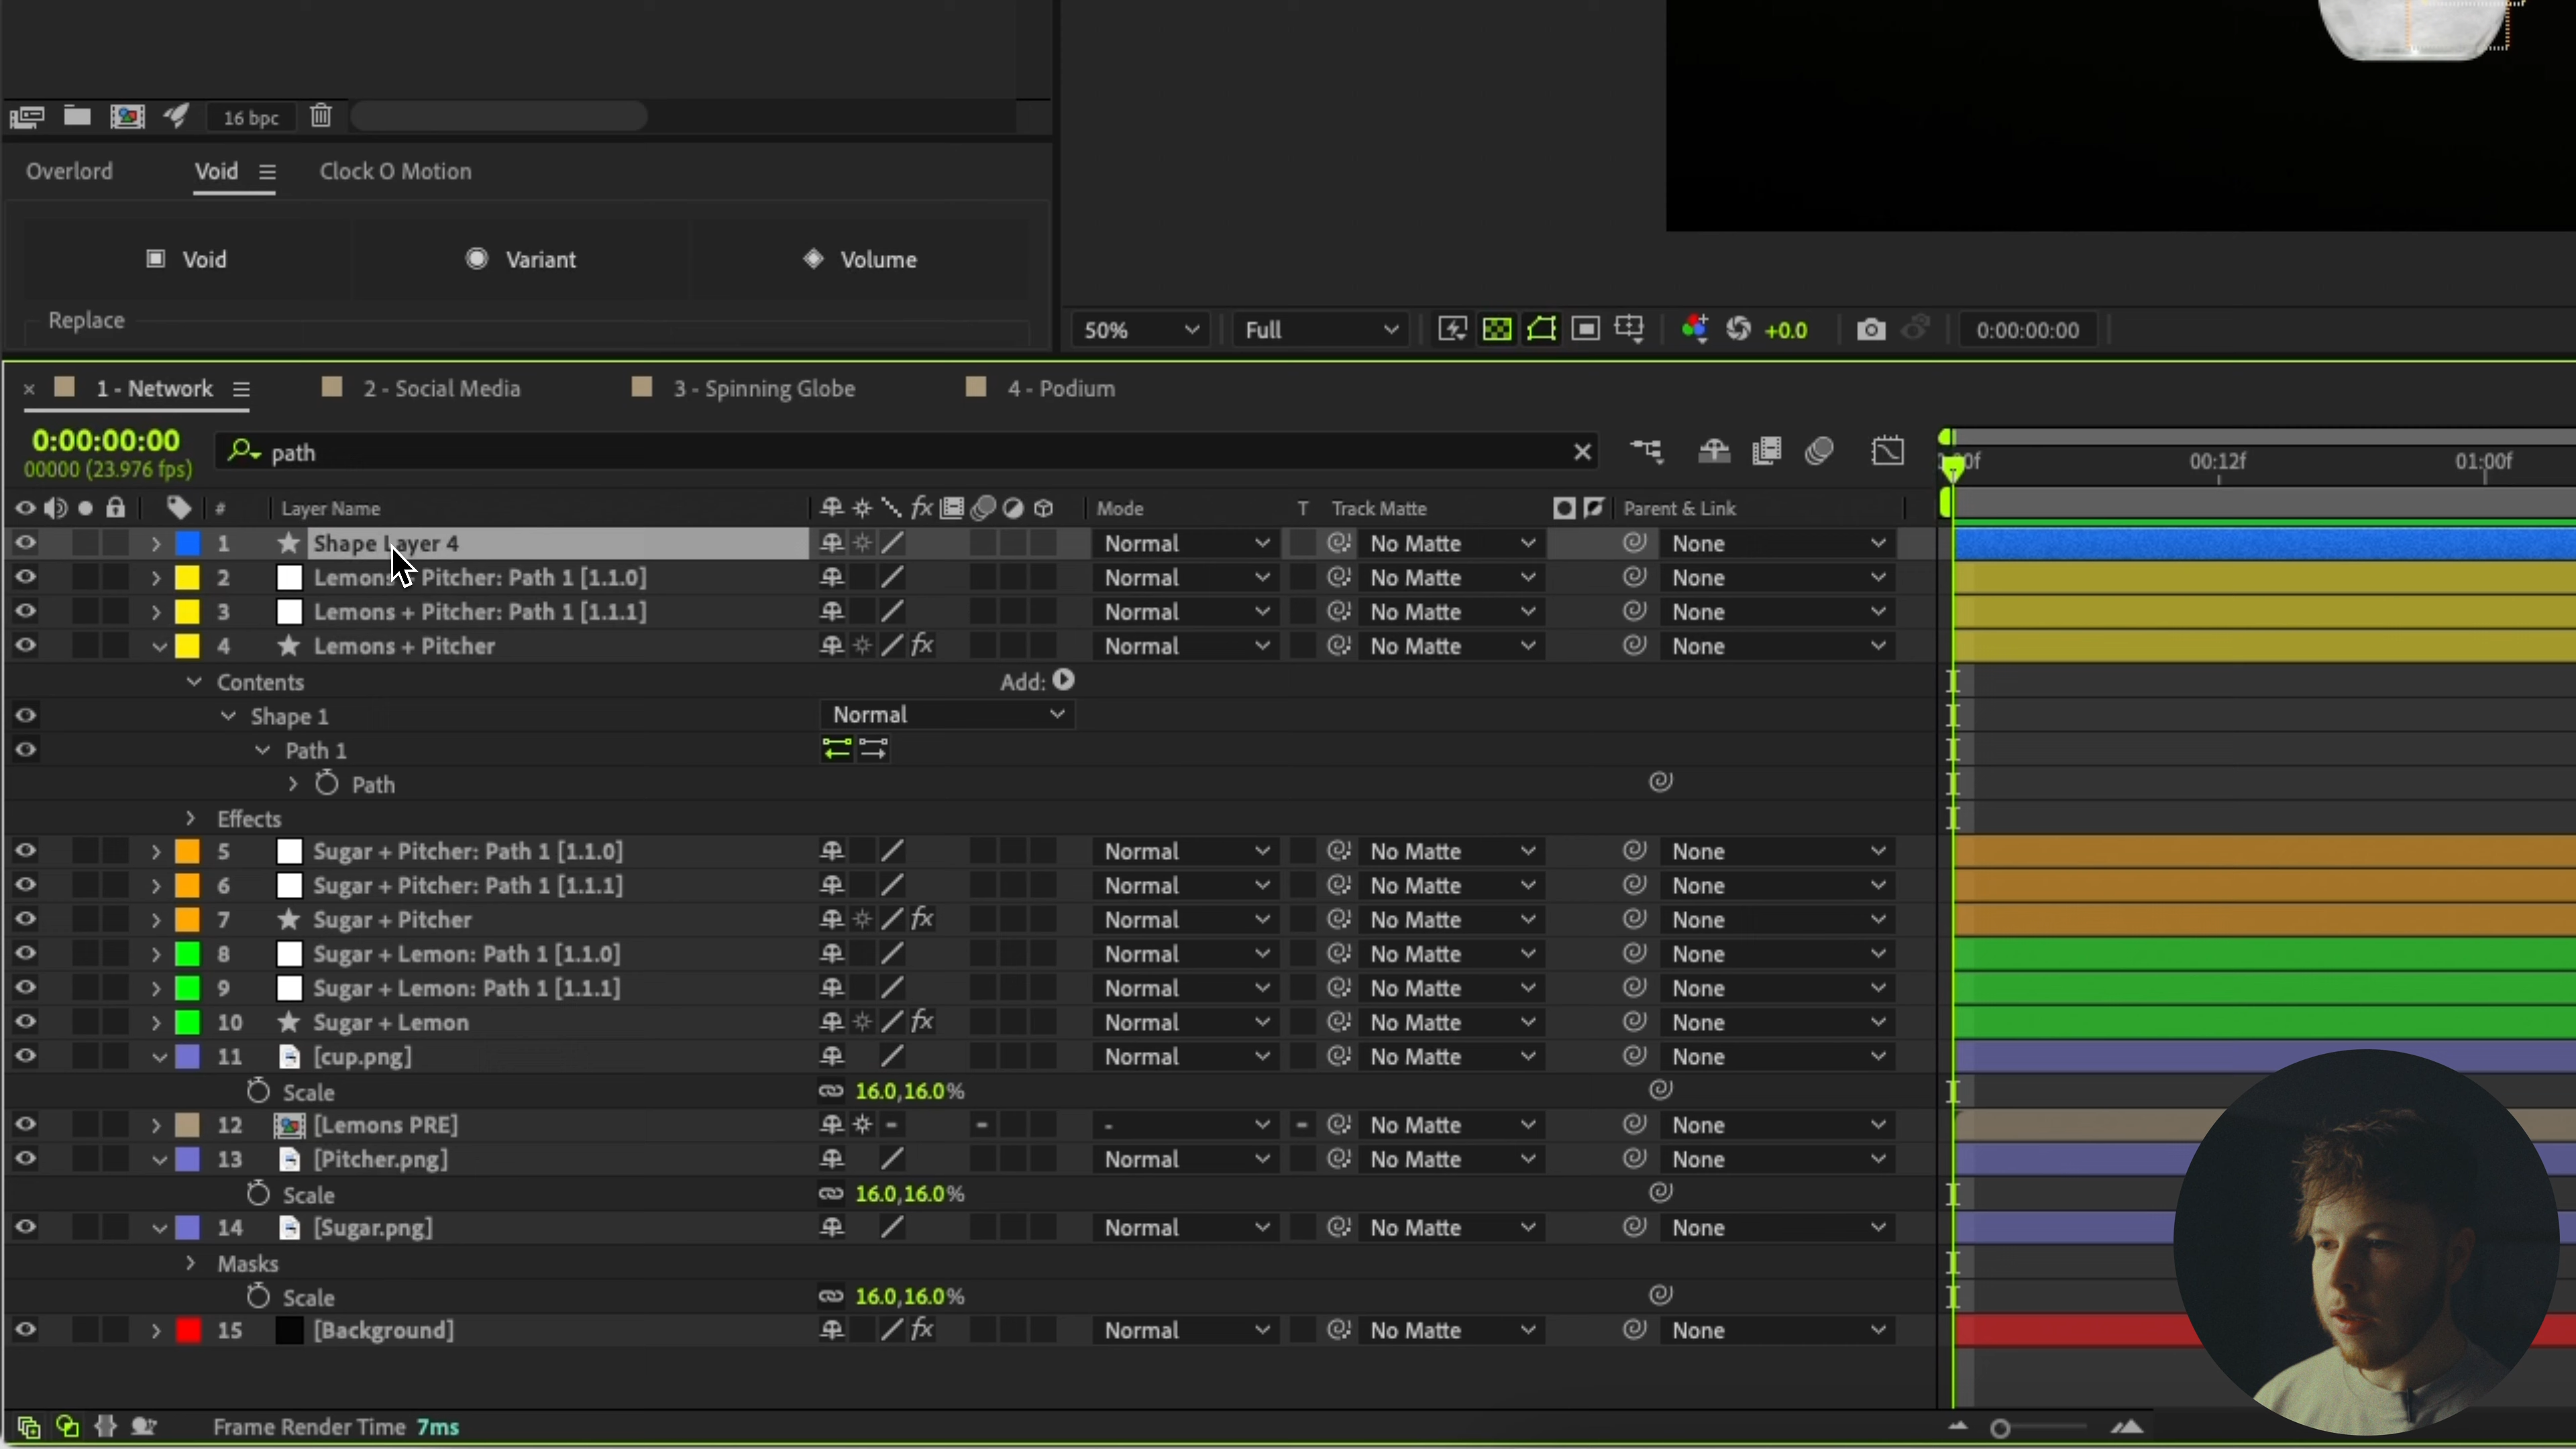 16 bpc
Overlord Void Clock O Motion
Void Variant Volume
Replace
50% Full +0.0 0:00:00:00
× 1 - Network 2 - Social Media 3 - Spinning Globe 4 - Podium
0:00:00:00 path
00000 (23.976 fps)
00:12f 01:00f
# Layer Name fx Mode T Track Matte Parent & Link
1 Shape Layer 4 Normal No Matte None
2 Lemons Pitcher: Path 1 [1.1.0] Normal No Matte None
3 Lemons + Pitcher: Path 1 [1.1.1] Normal No Matte None
4 Lemons + Pitcher fx Normal No Matte None
Contents Add:
Shape 1 Normal
Path 1
Path
Effects
5 Sugar + Pitcher: Path 1 [1.1.0] Normal No Matte None
6 Sugar + Pitcher: Path 1 [1.1.1] Normal No Matte None
7 Sugar + Pitcher fx Normal No Matte None
8 Sugar + Lemon: Path 1 [1.1.0] Normal No Matte None
9 Sugar + Lemon: Path 1 [1.1.1] Normal No Matte None
10 Sugar + Lemon fx Normal No Matte None
11 [cup.png] Normal No Matte None
Scale 16.0,16.0%
12 [Lemons PRE] - - - - No Matte None
13 [Pitcher.png] Normal No Matte None
Scale 16.0,16.0%
14 [Sugar.png] Normal No Matte None
Masks
Scale 16.0,16.0%
15 [Background] fx Normal No Matte None
Frame Render Time 7ms